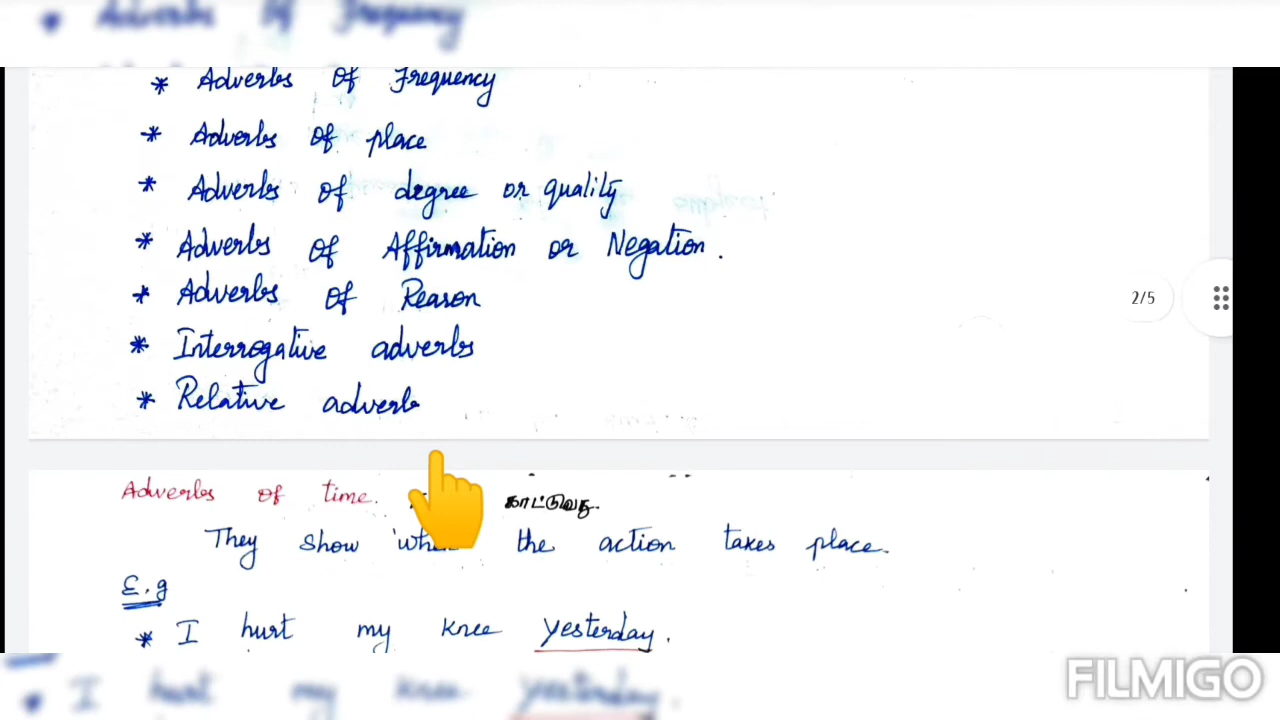 * Adverbs Of Frequency
* Adverbs Of place
* Adverbs Of degree or quality
* Adverbs Of Affirmation or Negation.
* Adverbs Of Reason
* Interrogative adverbs
* Relative adverb
2/5
Adverbs of time. காட்டுவது.
They show the action takes place.
E.g
* I hurt my knee yesterday.
FILMIGO